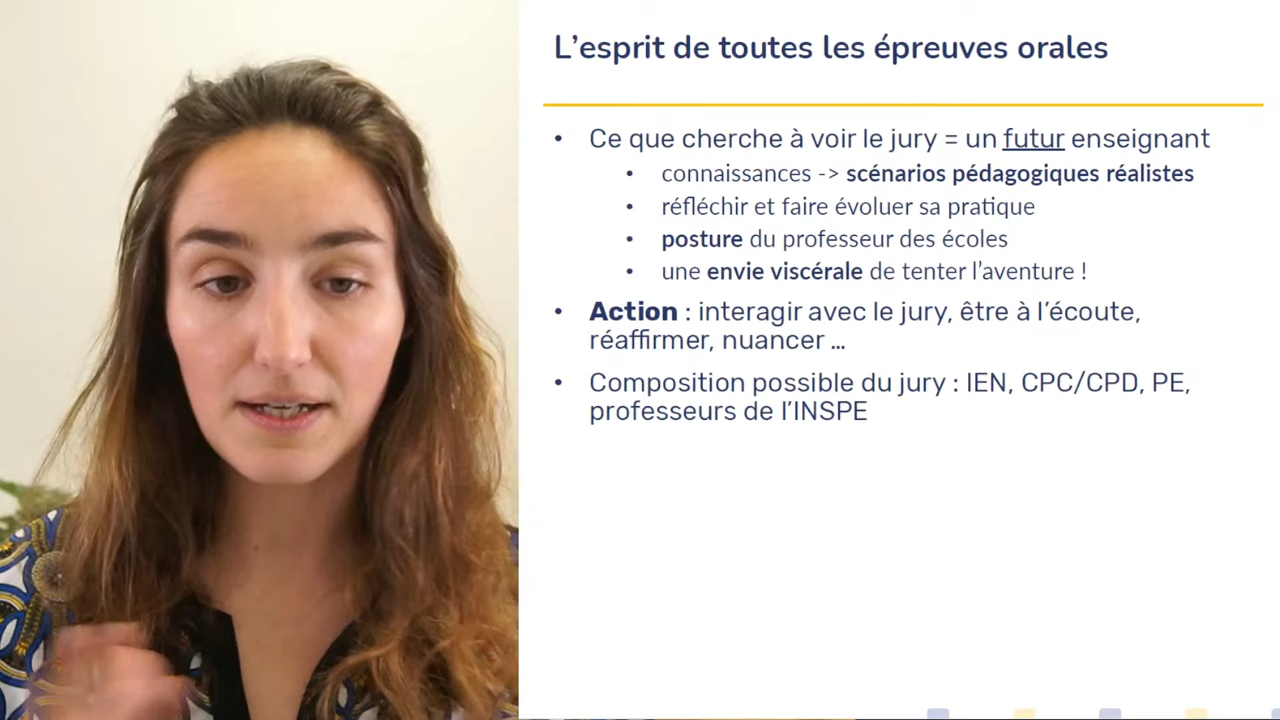 L’esprit de toutes les épreuves orales
• Ce que cherche à voir le jury = un futur enseignant
• connaissances -> scénarios pédagogiques réalistes
• réfléchir et faire évoluer sa pratique
• posture du professeur des écoles
• une envie viscérale de tenter l’aventure !
• Action : interagir avec le jury, être à l’écoute,
réaffirmer, nuancer …
• Composition possible du jury : IEN, CPC/CPD, PE,
professeurs de l’INSPE